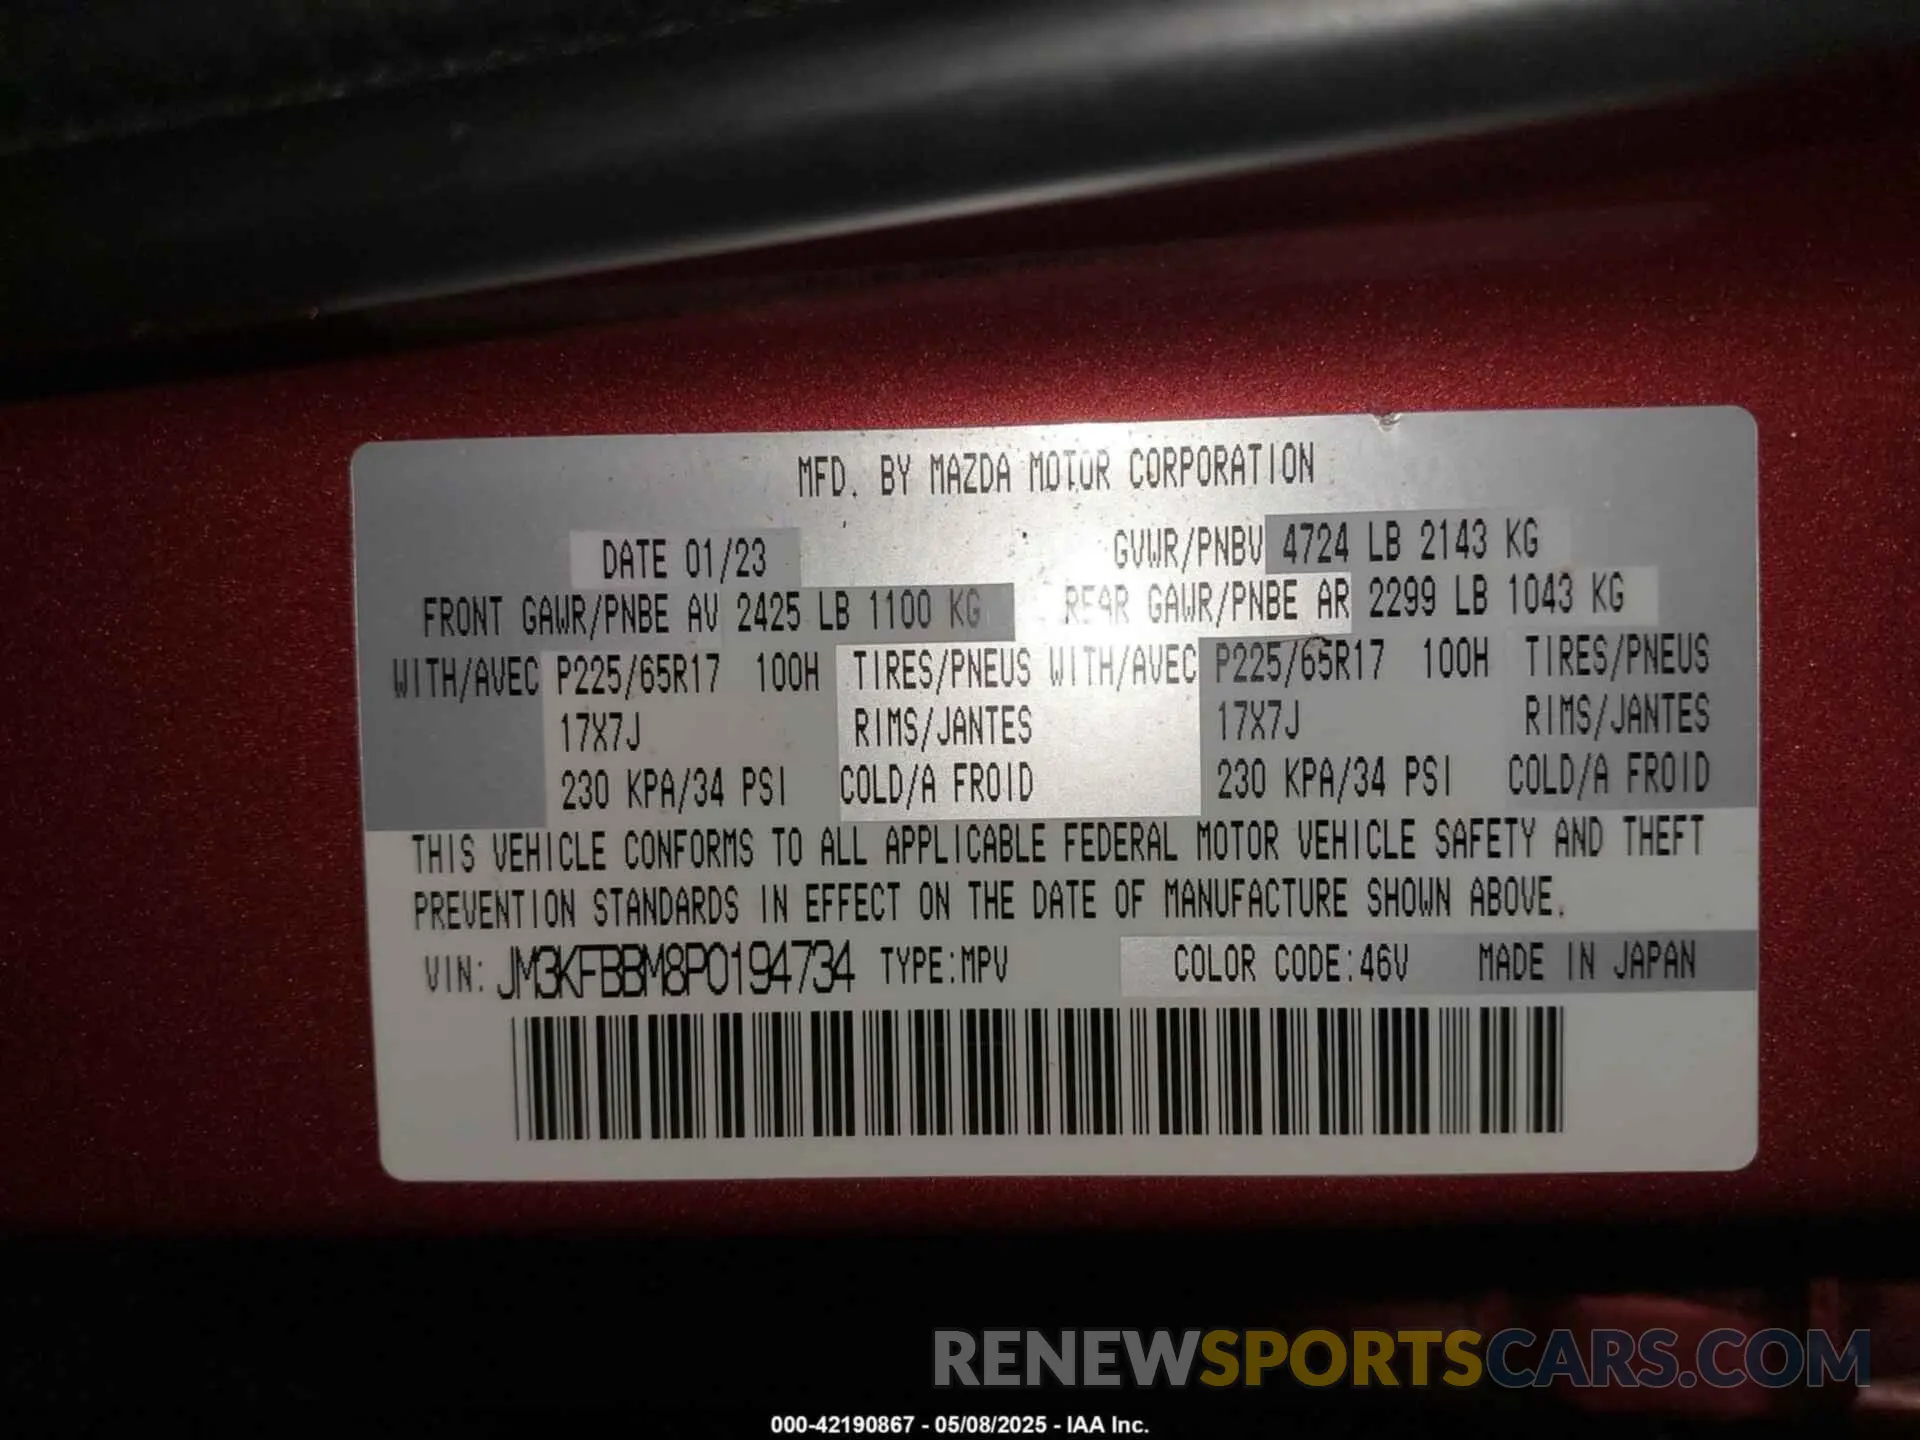 MFD. BY MAZDA MOTOR CORPORATION
DATE 01/23 GVWR/PNBV 4724 LB 2143 KG
FRONT GAWR/PNBE AV 2425 LB 1100 KG REAR GAWR/PNBE AR 2299 LB 1043 KG
WITH/AVEC P225/65R17 100H TIRES/PNEUS WITH/AVEC P225/65R17 100H TIRES/PNEUS
17X7J RIMS/JANTES 17X7J RIMS/JANTES
230 KPA/34 PSI COLD/A FROID 230 KPA/34 PSI COLD/A FROID
THIS VEHICLE CONFORMS TO ALL APPLICABLE FEDERAL MOTOR VEHICLE SAFETY AND THEFT
PREVENTION STANDARDS IN EFFECT ON THE DATE OF MANUFACTURE SHOWN ABOVE.
VIN: JM3KFBBM8P0194734 TYPE:MPV COLOR CODE:46V MADE IN JAPAN
RENEWSPORTSCARS.COM
000-42190867 - 05/08/2025 - IAA Inc.